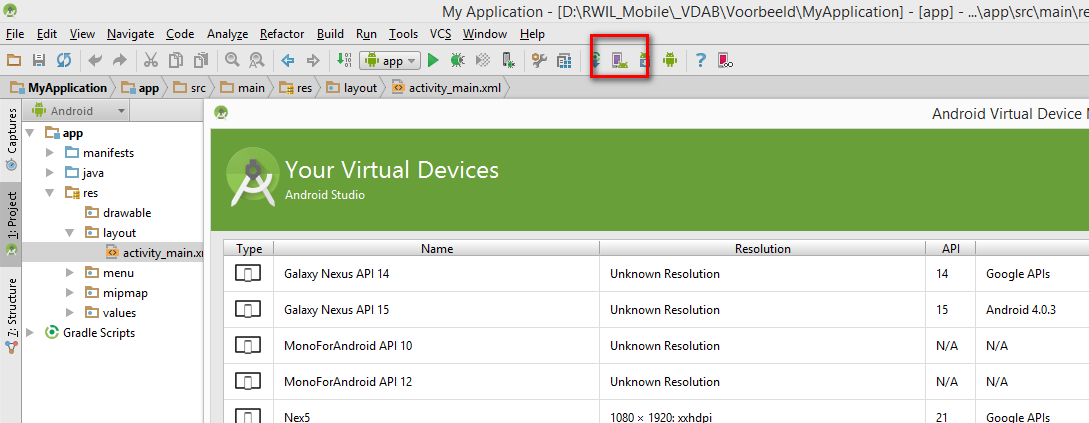 My Application - [D:\RWIL_Mobile\_VDAB\Voorbeeld\MyApplication] - [app] - ...\app\src\main\re
File Edit View Navigate Code Analyze Refactor Build Run Tools VCS Window Help
app
MyApplication app src main res layout activity_main.xml
Captures
1: Project
7: Structure
Android
app
manifests
java
res
drawable
layout
activity_main.x
menu
mipmap
values
Gradle Scripts
Android Virtual Device M
Your Virtual Devices
Android Studio
Type Name Resolution API
Galaxy Nexus API 14 Unknown Resolution 14 Google APIs
Galaxy Nexus API 15 Unknown Resolution 15 Android 4.0.3
MonoForAndroid API 10 Unknown Resolution N/A N/A
MonoForAndroid API 12 Unknown Resolution N/A N/A
Nex5 1080 × 1920: xxhdpi 21 Google APIs